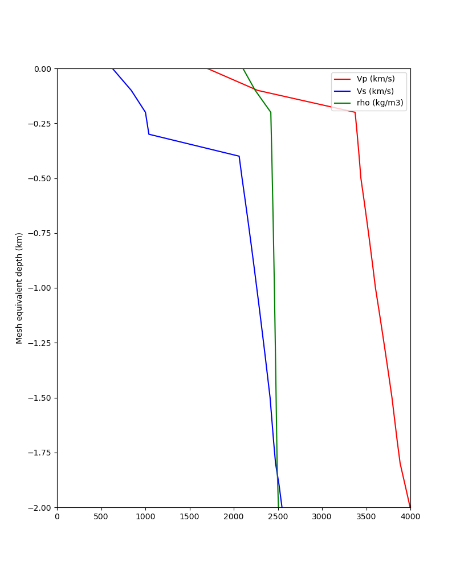 0.00
−0.25
−0.50
−0.75
−1.00
−1.25
−1.50
−1.75
−2.00
Mesh equivalent depth (km)
Vp (km/s)
Vs (km/s)
rho (kg/m3)
0 500 1000 1500 2000 2500 3000 3500 4000